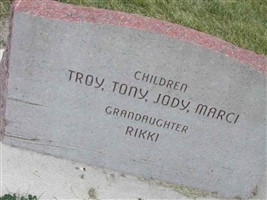 CHILDREN
TROY, TONY, JODY, MARCI
GRANDAUGHTER
RIKKI